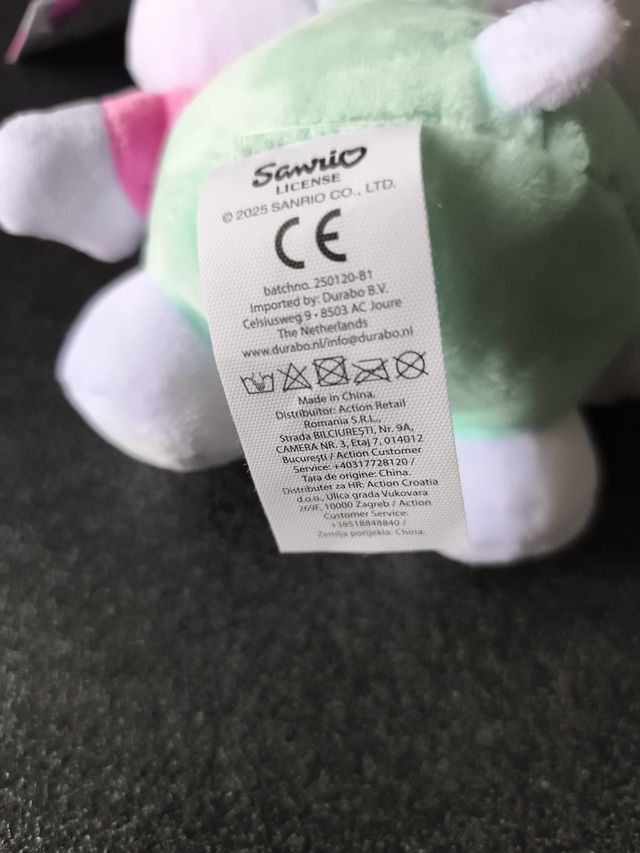 Sanrio
LICENSE
© 2025 SANRIO CO., LTD.
CE
batchno. 250120-B1
Imported by: Durabo B.V.
Celsiusweg 9 • 8503 AC Joure
The Netherlands
www.durabo.nl/info@durabo.nl
Made in China.
Distribuitor: Action Retail
Romania S.R.L.,
Strada BILCIUREȘTI, Nr. 9A,
CAMERA NR. 3, Etaj 7, 014012
București / Action Customer
Service: +40317728120 /
Tara de origine: China.
Distributer za HR: Action Croatia
d.o.o., Ulica grada Vukovara
269F, 10000 Zagreb / Action
Customer Service:
+38518848840 /
Zemlja porijekla: China.